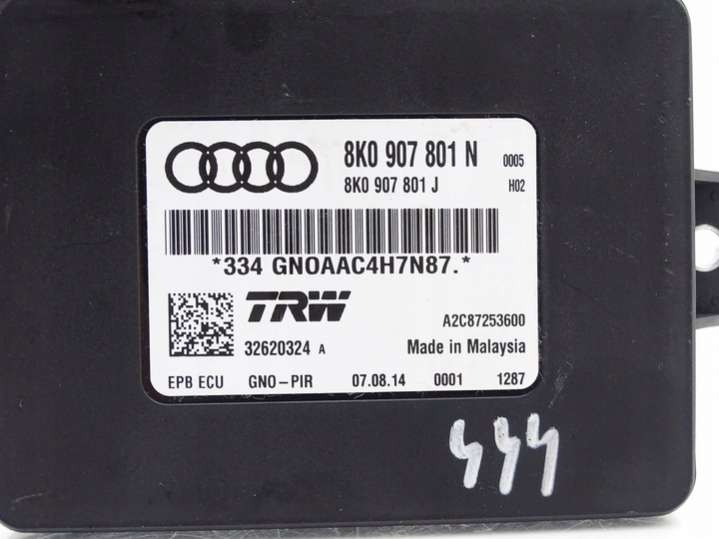 8K0 907 801 N 0005
8K0 907 801 J H02
*334 GNOAAC4H7N87.*
TRW A2C87253600
32620324 A Made in Malaysia
EPB ECU GNO-PIR 07.08.14 0001 1287